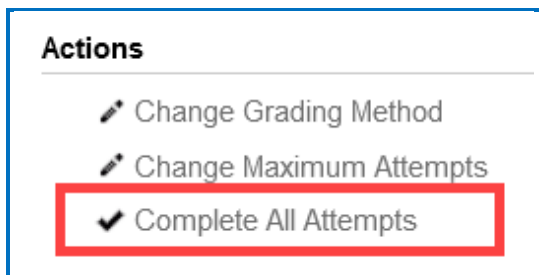 Actions
Change Grading Method
Change Maximum Attempts
Complete All Attempts